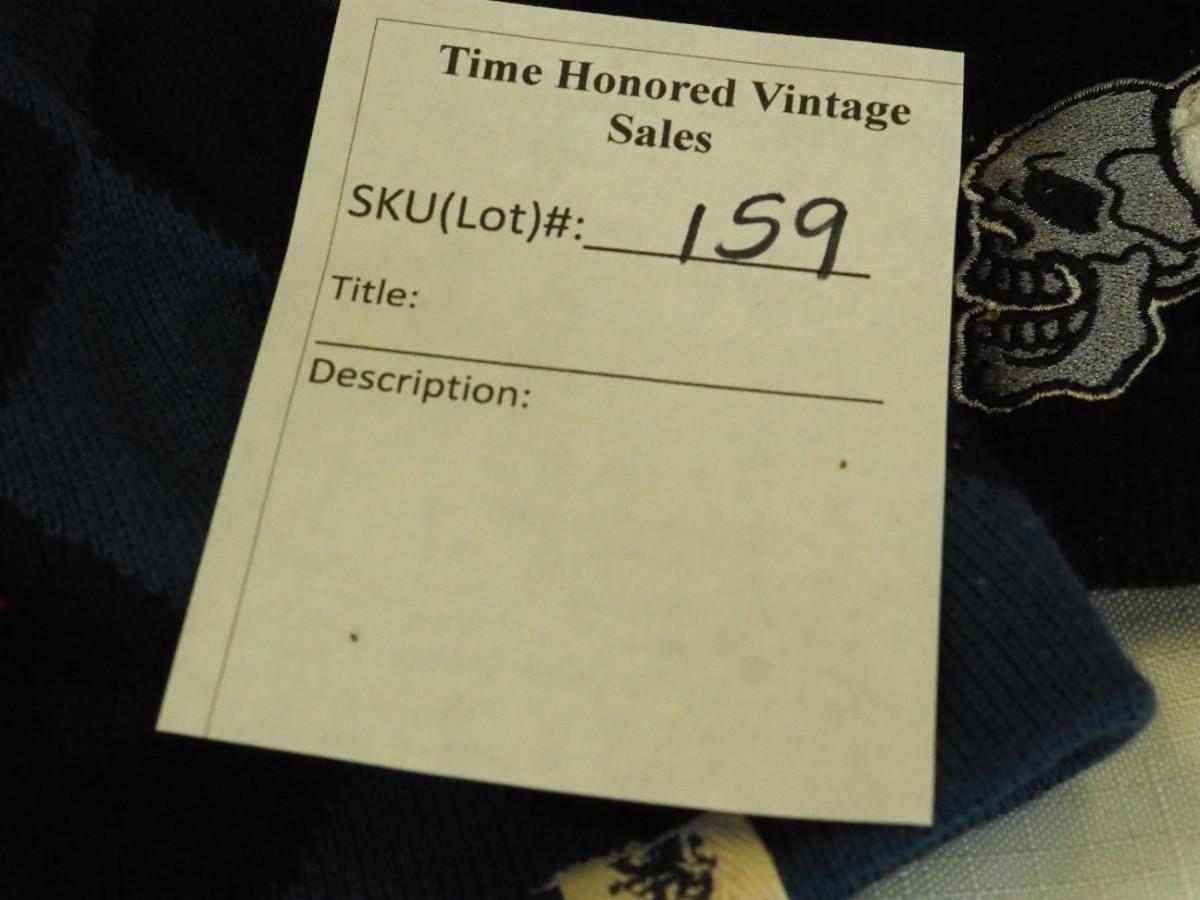 Time Honored Vintage
Sales
SKU(Lot)#: 159
Title:
Description: